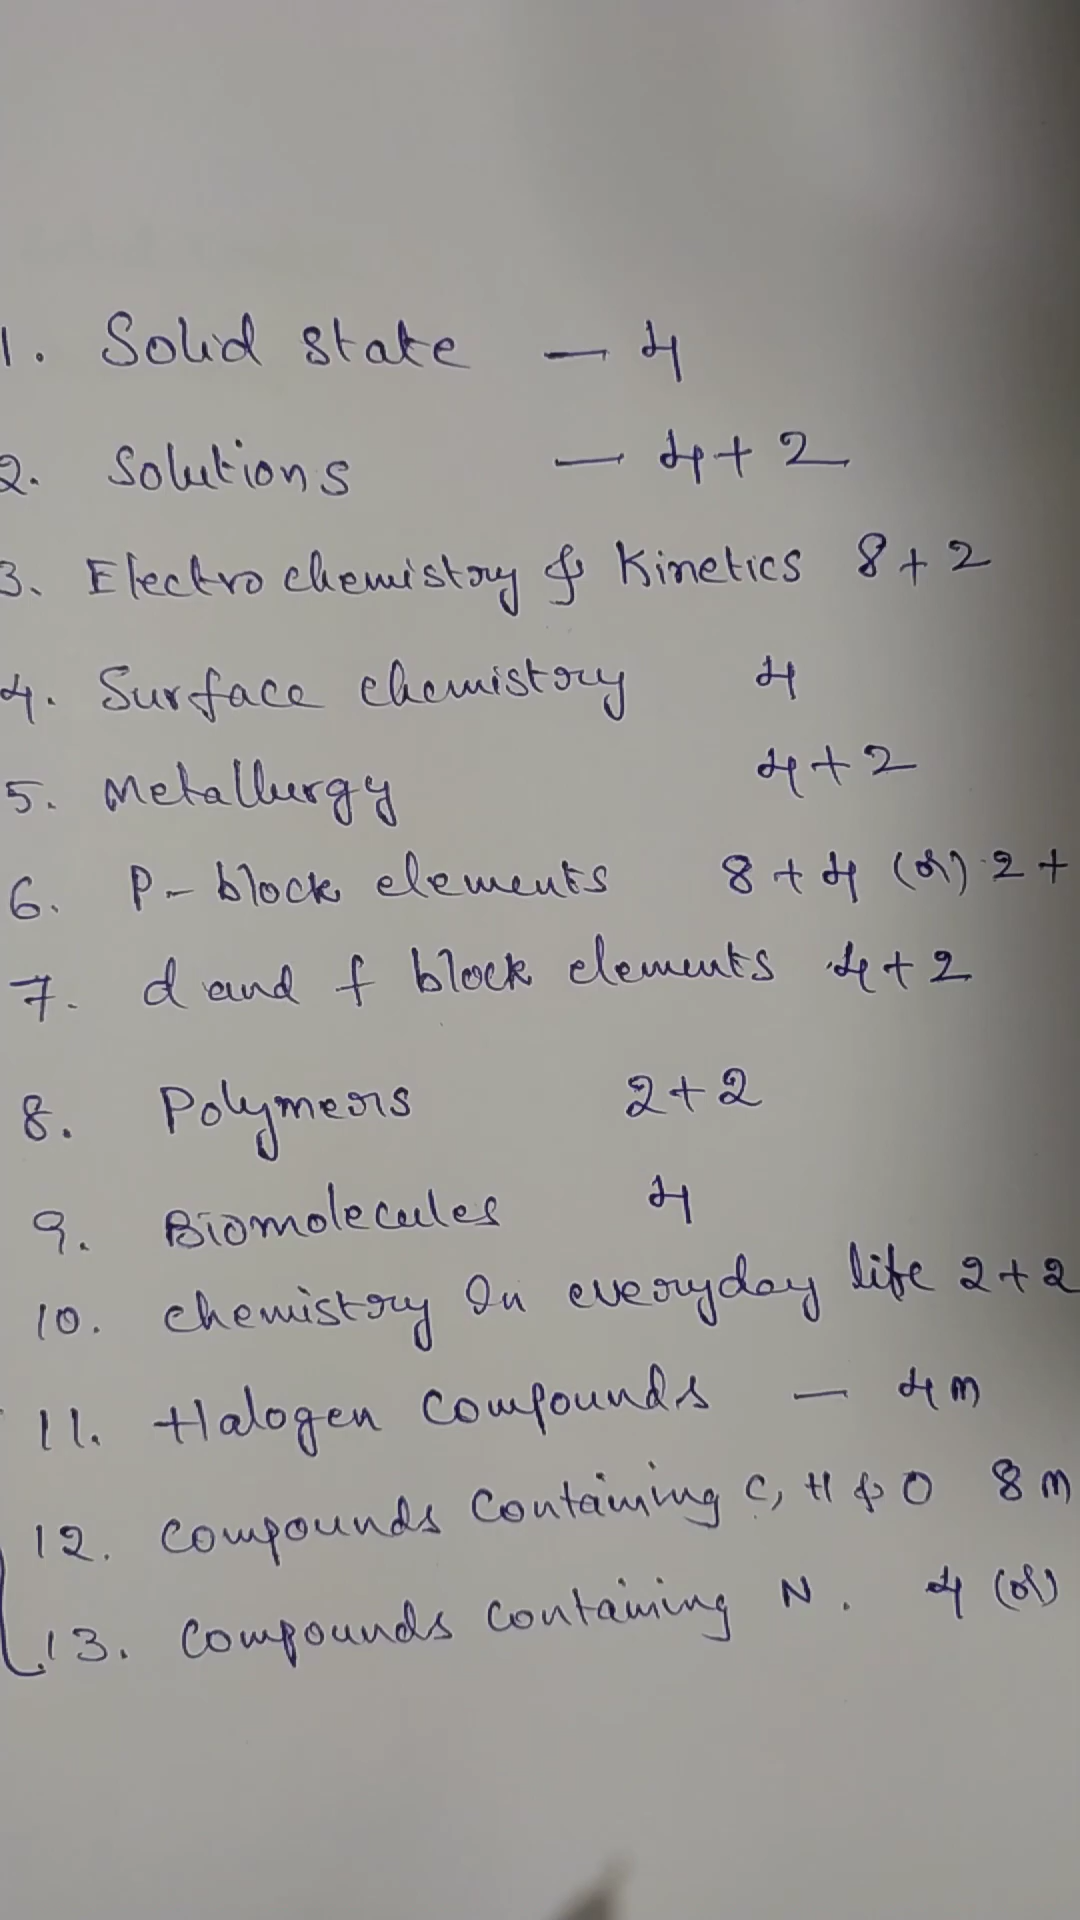 1. Solid state — 4
2. Solutions — 4+2
3. Electro chemistry & Kinetics 8+2
4. Surface chemistry 4
5. Metallurgy 4+2
6. P- block elements 8+4 (or) 2+
7. d and f block elements 4+2
8. Polymers 2+2
9. Biomolecules 4
10. chemistry In everyday life 2+2
11. Halogen compounds — 4m
12. compounds containing C, H & O 8m
13. compounds containing N. 4 (or)